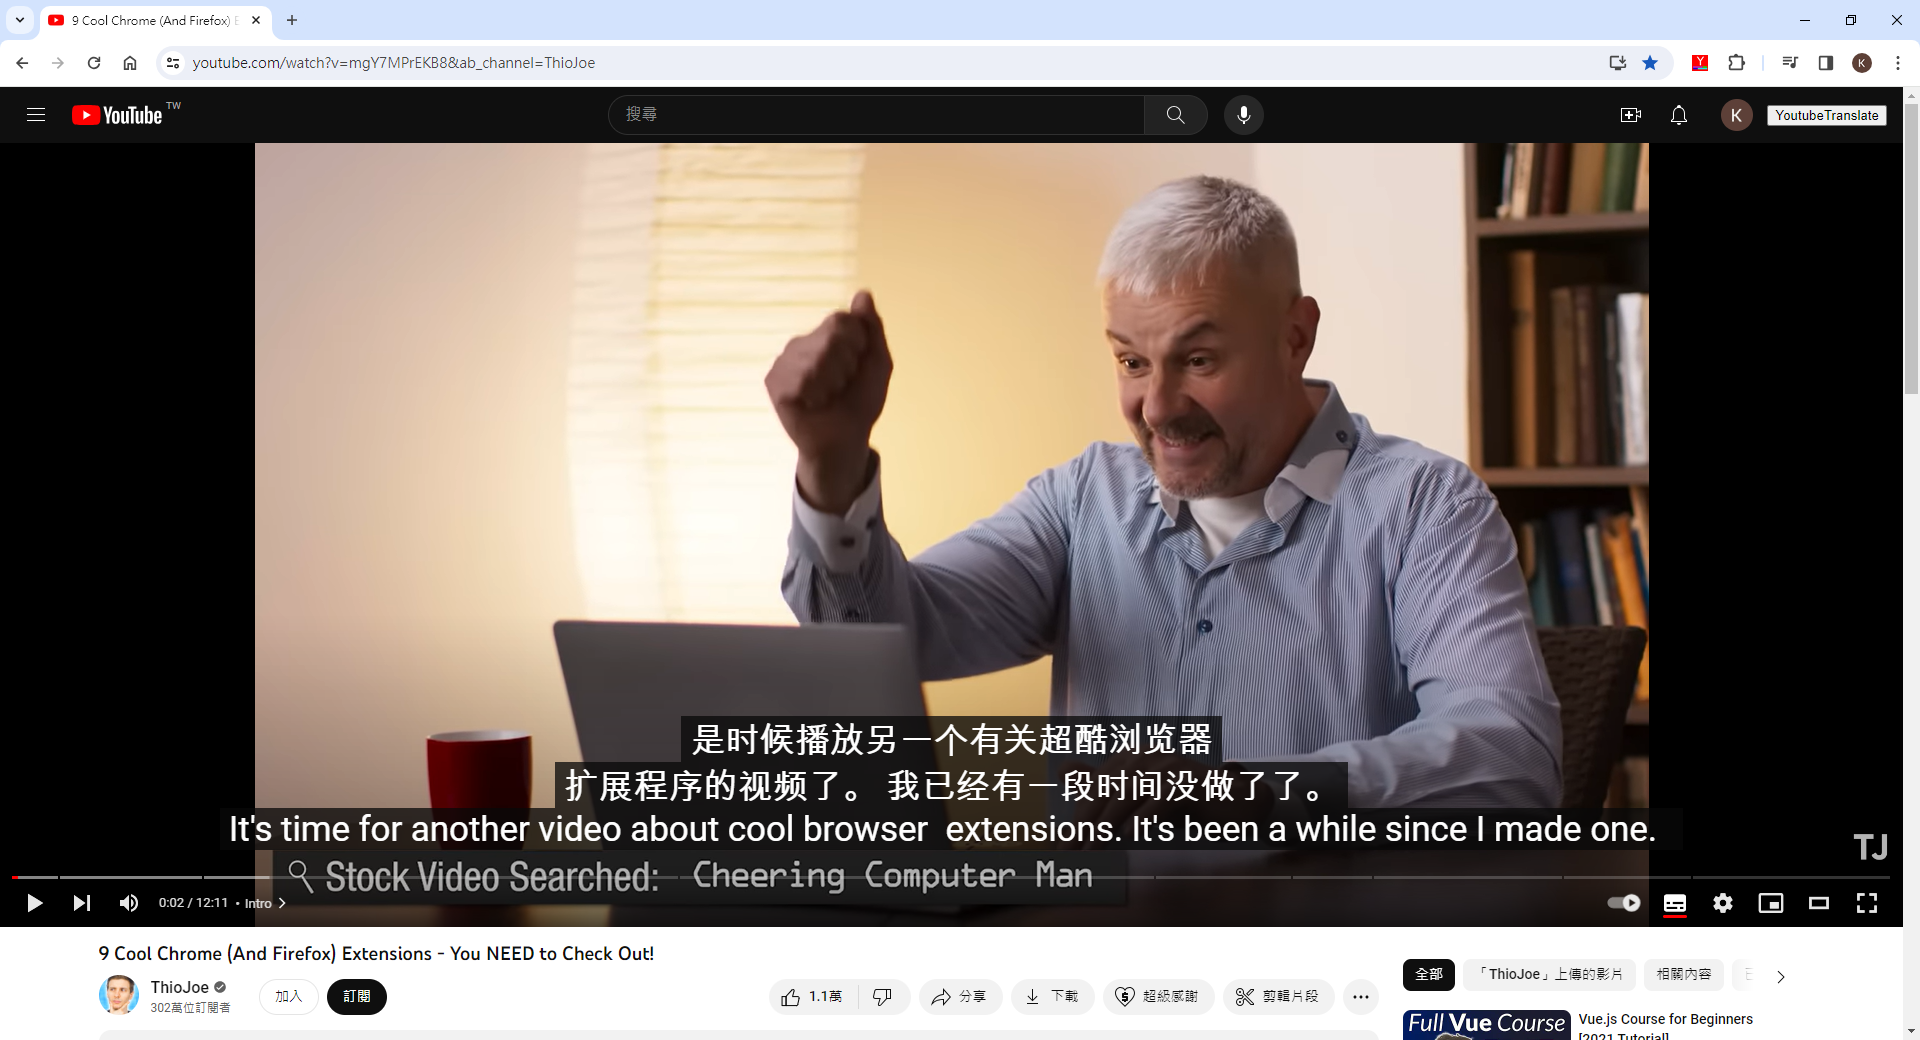 9 Cool Chrome (And Firefox)
youtube.com/watch?v=mgY7MPrEKB8&ab_channel=ThioJoe
Y
K
YouTube TW
搜尋
K
YoutubeTranslate
是时候播放另一个有关超酷浏览器
扩展程序的视频了。 我已经有一段时间没做了了。
It's time for another video about cool browser  extensions. It's been a while since I made one.
TJ
Stock Video Searched: Cheering Computer Man
0:02 / 12:11 • Intro
9 Cool Chrome (And Firefox) Extensions - You NEED to Check Out!
ThioJoe
302萬位訂閱者
加入
訂閱
1.1萬
分享
下載
超級感謝
剪輯片段
全部
「ThioJoe」上傳的影片
相關內容
Full Vue Course
Vue.js Course for Beginners
[2021 Tutorial]